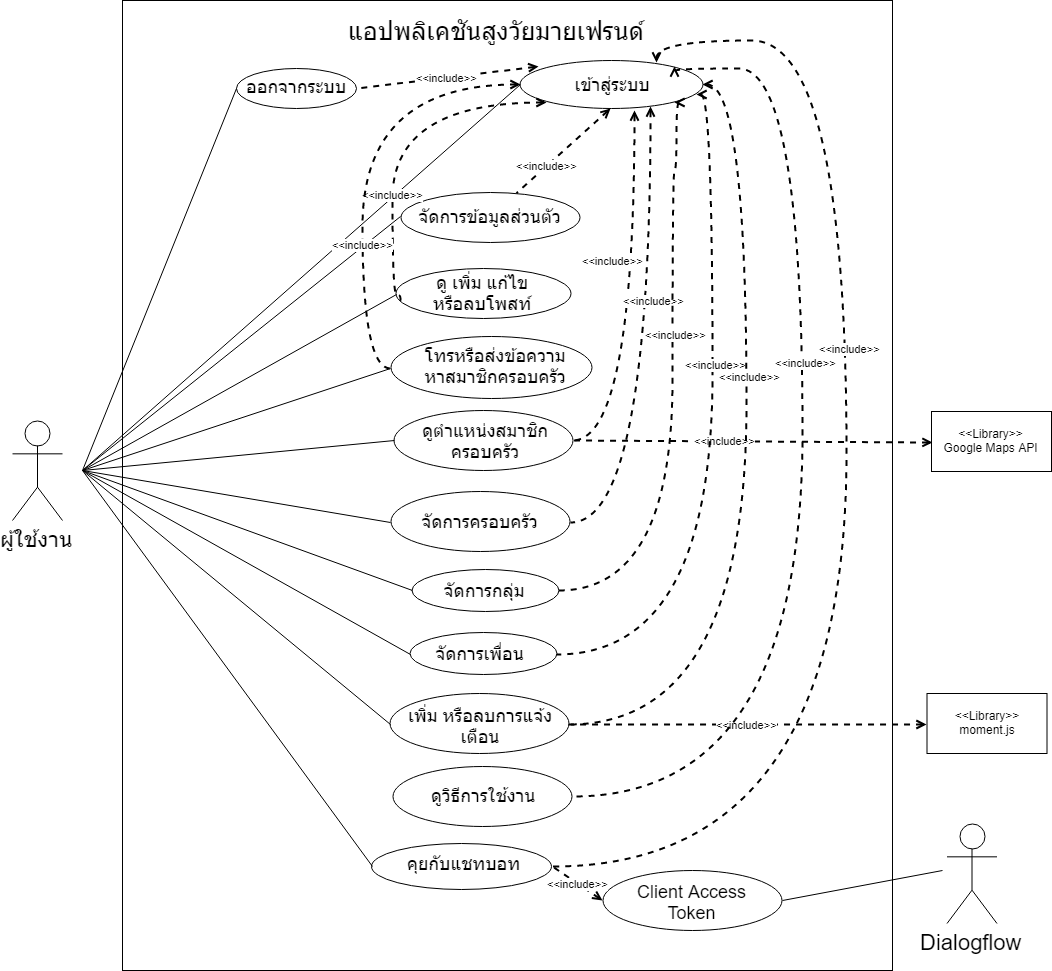 แอปพลิเคชันสูงวัยมายเฟรนด์
ออกจากระบบ
<<include>>
เข้าสู่ระบบ
<<include>>
<<include>>
จัดการข้อมูลส่วนตัว
<<include>>
<<include>>
ดู เพิ่ม แก้ไข
หรือลบโพสท์
<<include>>
<<include>>
<<include>>
โทรหรือส่งข้อความ
หาสมาชิกครอบครัว
<<include>>
<<include>>
<<include>>
ดูตำแหน่งสมาชิก
ครอบครัว
<<include>>
<<Library>>
Google Maps API
ผู้ใช้งาน
จัดการครอบครัว
จัดการกลุ่ม
จัดการเพื่อน
เพิ่ม หรือลบการแจ้ง
เตือน
<<include>>
<<Library>>
moment.js
ดูวิธีการใช้งาน
คุยกับแชทบอท
<<include>>
Client Access
Token
Dialogflow